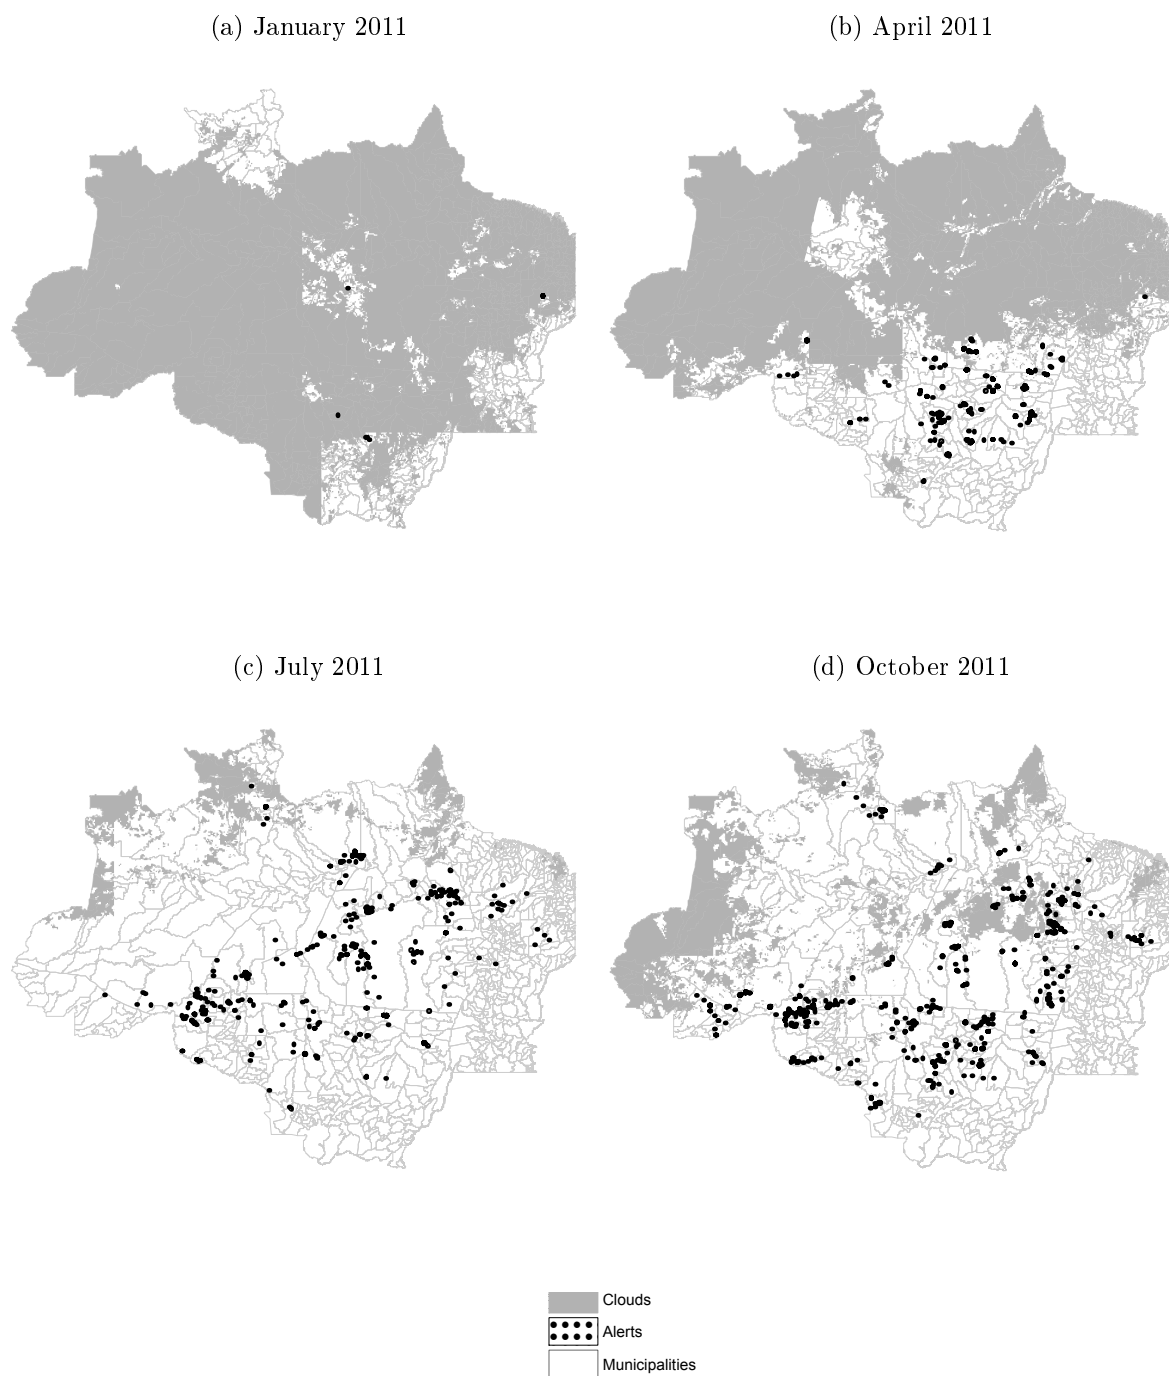 (a) January 2011
(b) April 2011
(c) July 2011
(d) October 2011
Clouds
Alerts
Municipalities